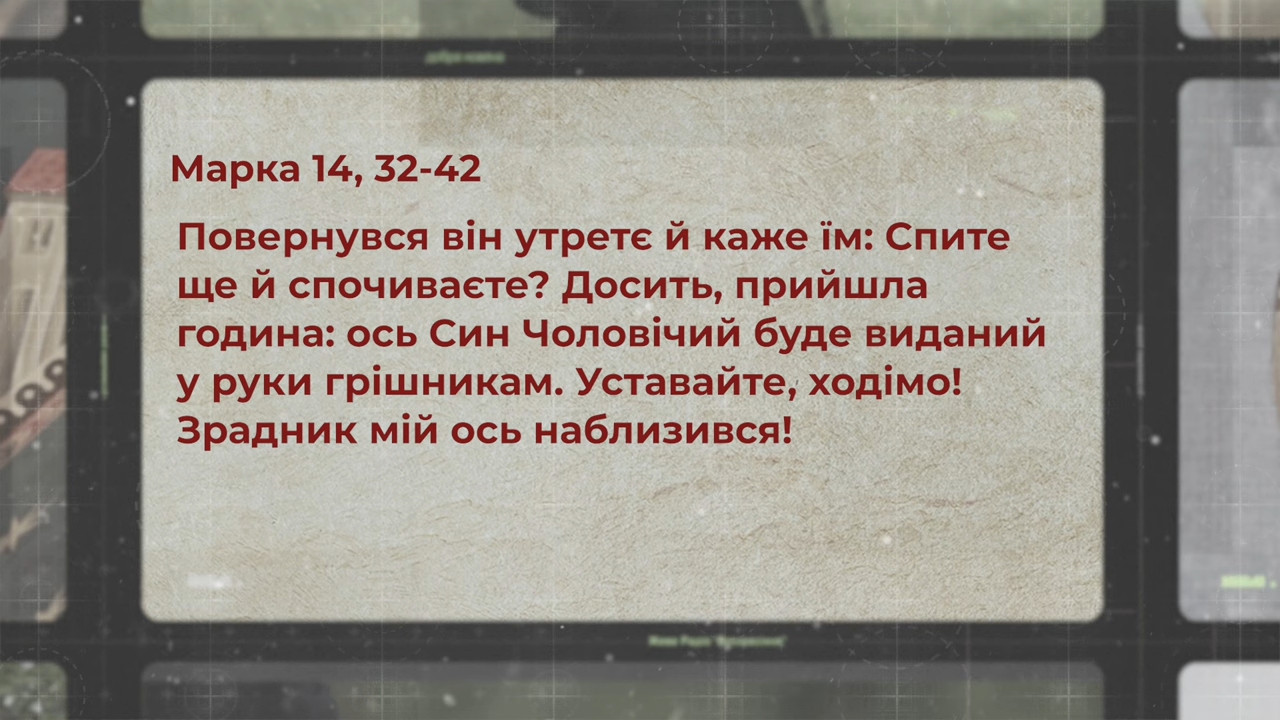 Марка 14, 32-42
Повернувся він утретє й каже їм: Спите
ще й спочиваєте? Досить, прийшла
година: ось Син Чоловічий буде виданий
у руки грішникам. Уставайте, ходімо!
Зрадник мій ось наблизився!